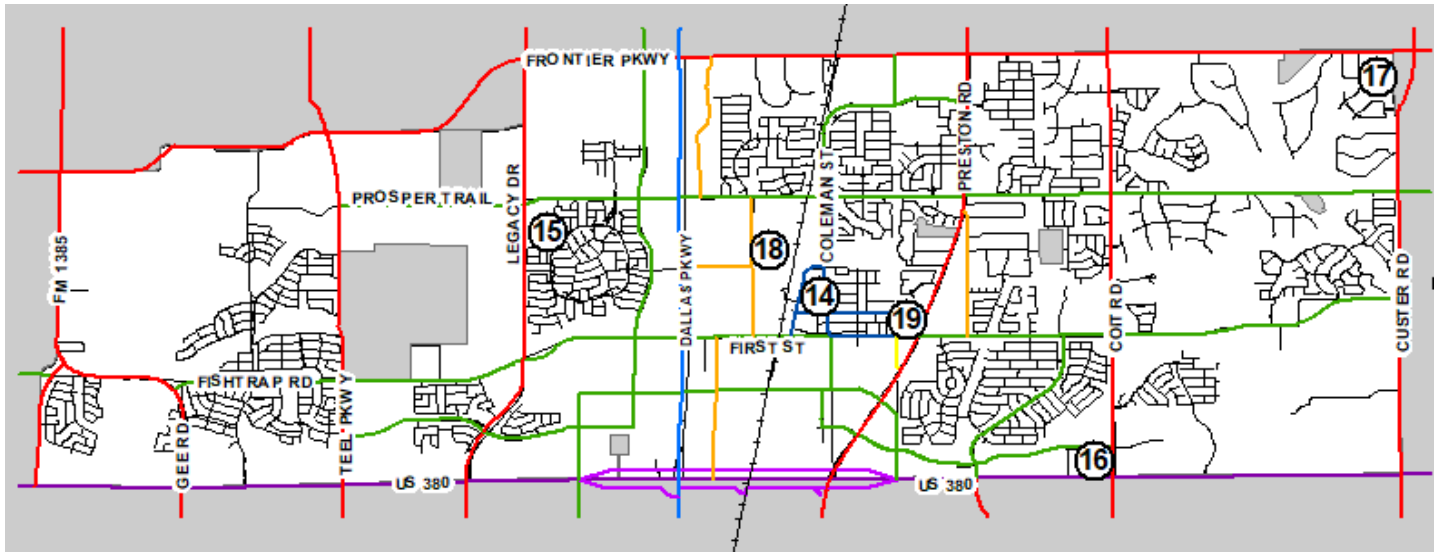 FRONTIER PKWY
17
PRESTON RD
COLEMAN ST
PROSPER TRAIL
LEGACY DR
15
18
FM 1385
DALLAS PKWY
14
19
COIT RD
CUSTER RD
FIRST ST
FISHTRAP RD
TEEL PKWY
GEE RD
16
US 380
US 380